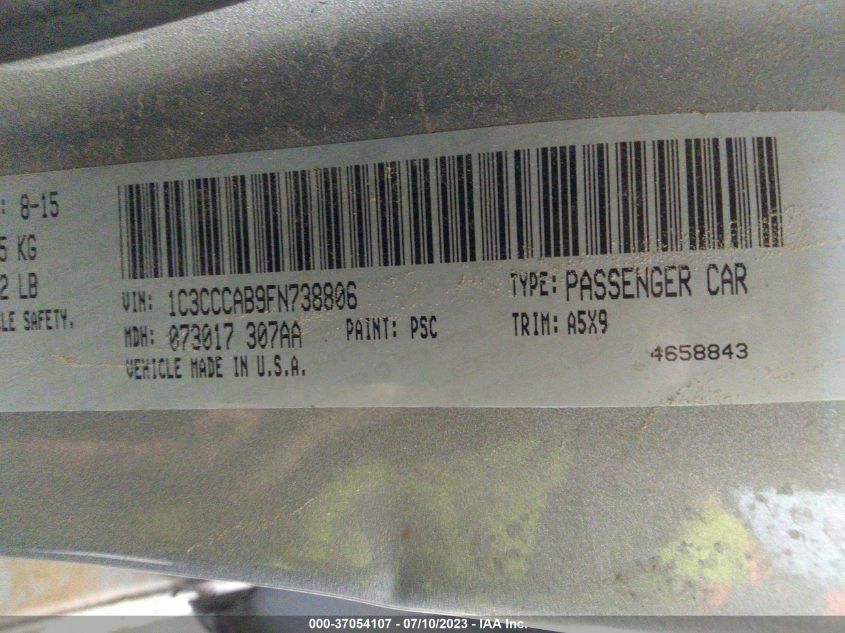 : 8-15
5 KG
2 LB
LE SAFETY,
VIN: 1C3CCCAB9FN738806
TYPE: PASSENGER CAR
MDH: 073017 307AA
PAINT: PSC
TRIM: A5X9
VEHICLE MADE IN U.S.A.
4658843
000-37054107 - 07/10/2023 - IAA Inc.